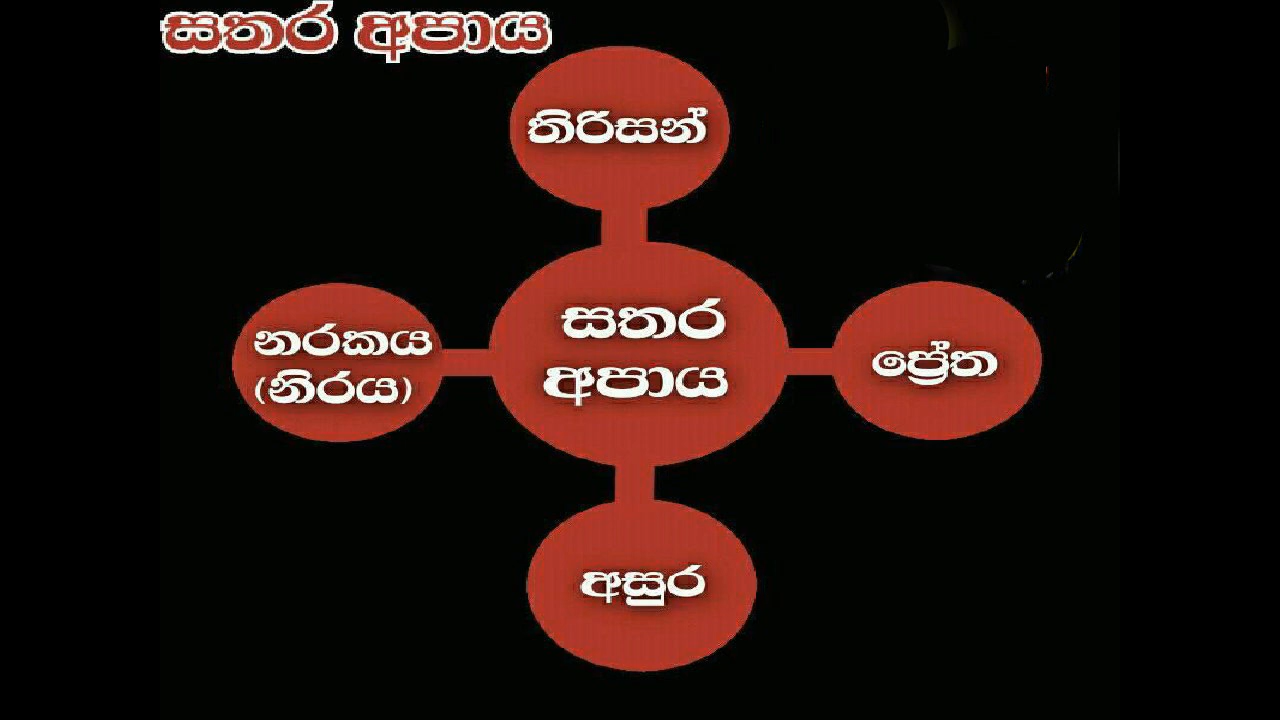 සතර අපාය
තිරිසන්
නරකය
(නිරය)
සතර
අපාය
ප්‍රේත
අසුර